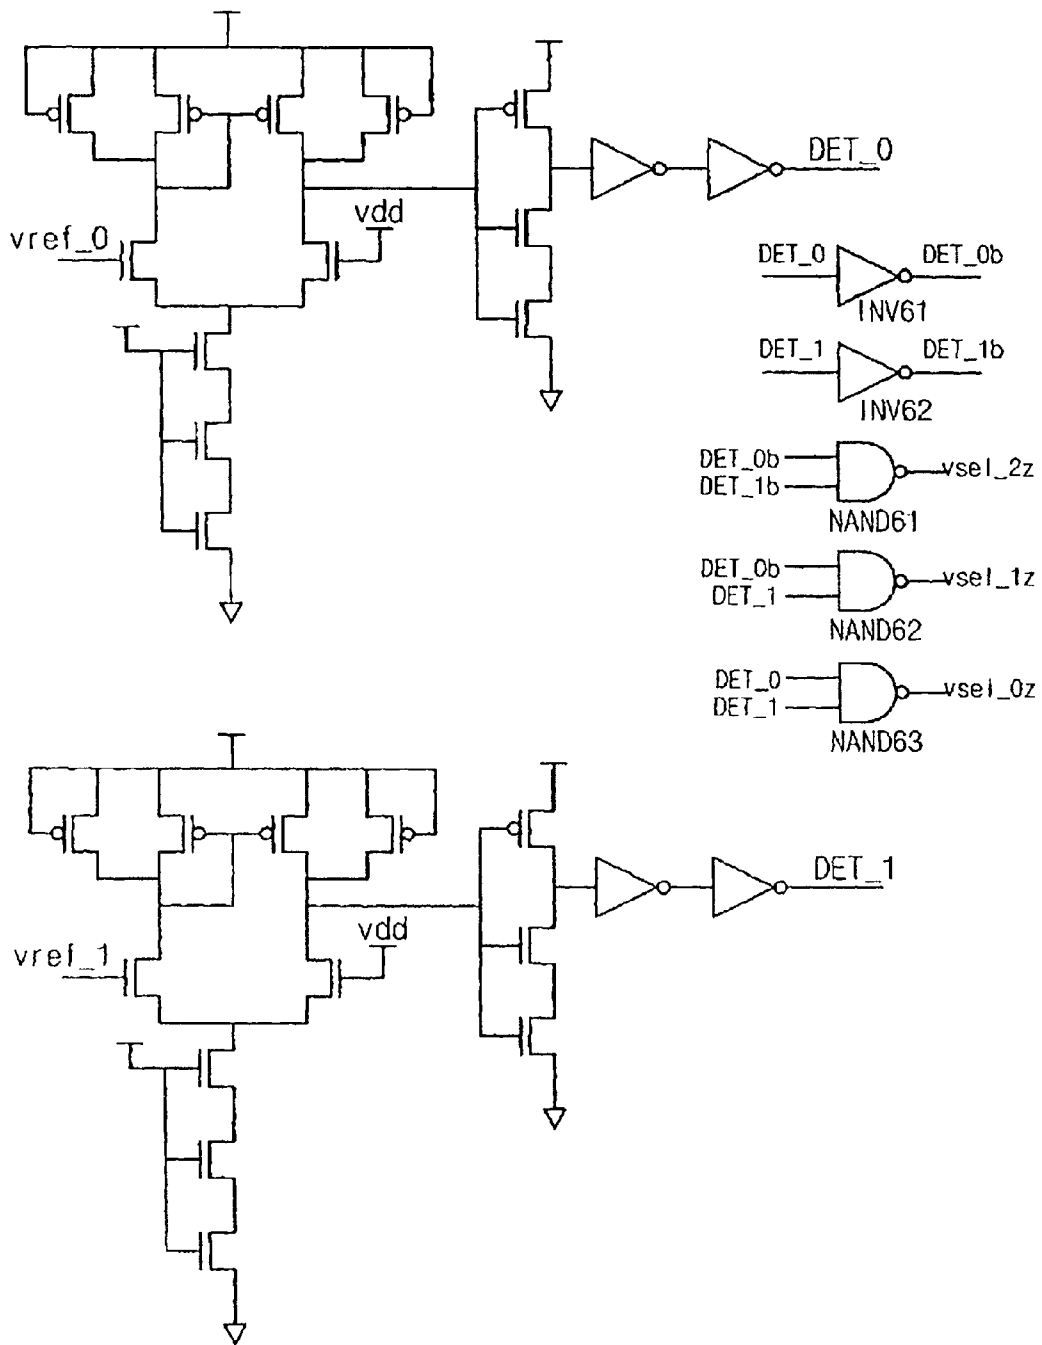 DET_0
vdd
vref_0
DET_0 DET_0b
INV61
DET_1 DET_1b
INV62
DET_0b
DET_1b
vsel_2z
NAND61
DET_0b
DET_1
vsel_1z
NAND62
DET_0
DET_1
vsel_0z
NAND63
DET_1
vdd
vref_1